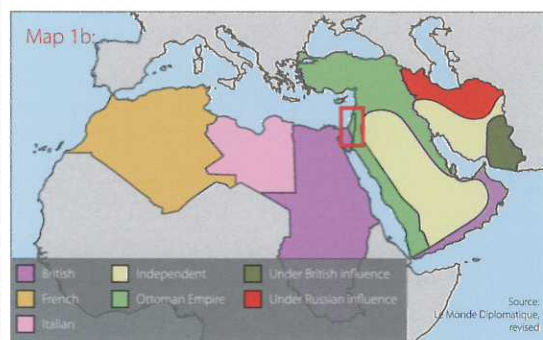 Map 1b:
British
Independent
Under British influence
French
Ottoman Empire
Under Russian influence
Italian
Source:
Le Monde Diplomatique,
revised